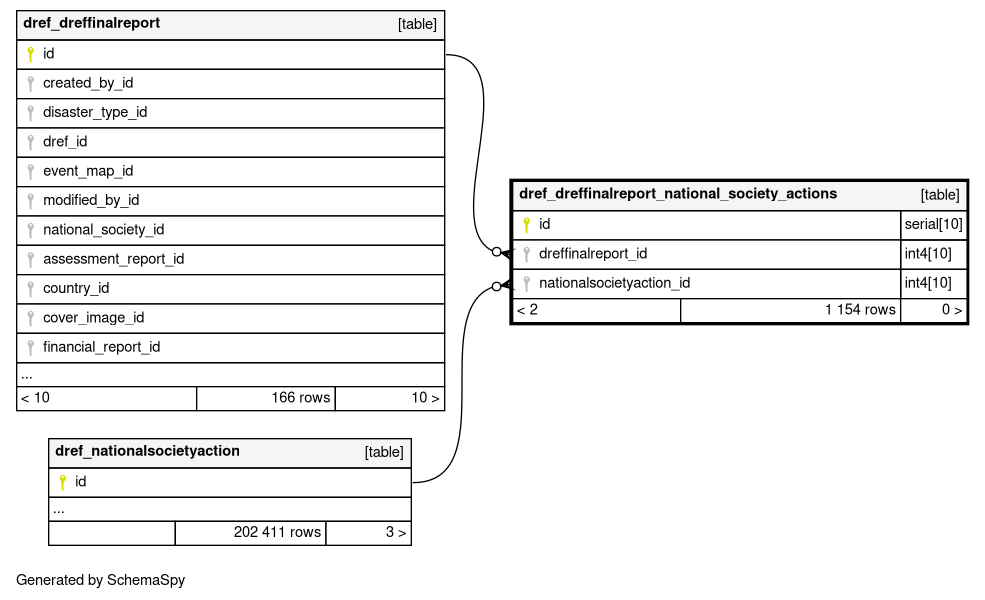 dref_dreffinalreport [table]
id
created_by_id
disaster_type_id
dref_id
event_map_id
modified_by_id
national_society_id
assessment_report_id
country_id
cover_image_id
financial_report_id
...
< 10 166 rows 10 >
dref_dreffinalreport_national_society_actions [table]
id serial[10]
dreffinalreport_id int4[10]
nationalsocietyaction_id int4[10]
< 2 1 154 rows 0 >
dref_nationalsocietyaction [table]
id
...
202 411 rows 3 >
Generated by SchemaSpy